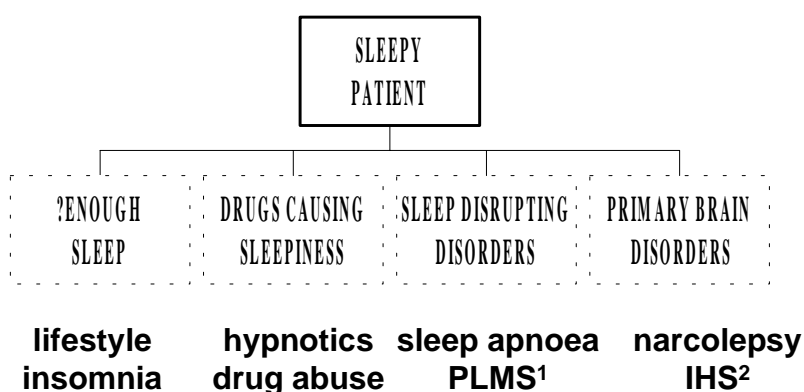 SLEEPY
PATIENT
?ENOUGH
SLEEP
DRUGS CAUSING
SLEEPINESS
SLEEP DISRUPTING
DISORDERS
PRIMARY BRAIN
DISORDERS
lifestyle
insomnia
hypnotics
drug abuse
sleep apnoea
PLMS¹
narcolepsy
IHS²